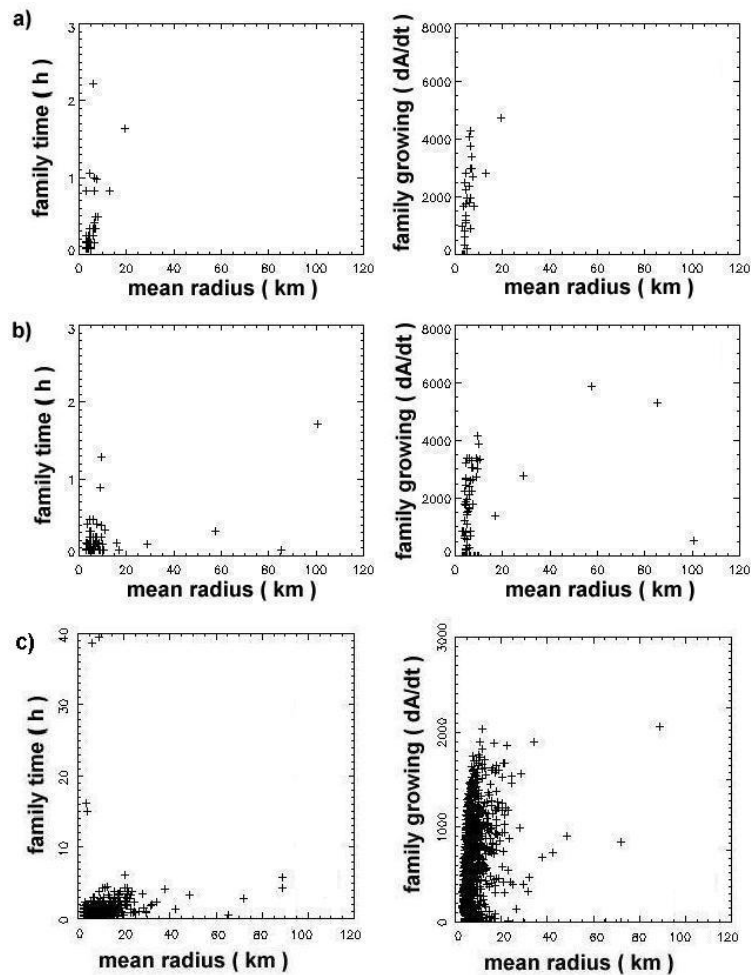 a)
family time ( h )
3
2
1
0
0 20 40 60 80 100 120
mean radius ( km )
family growing ( dA/dt )
8000
6000
4000
2000
0
0 20 40 60 80 100 120
mean radius ( km )
b)
family time ( h )
3
2
1
0
0 20 40 60 80 100 120
mean radius ( km )
family growing ( dA/dt )
8000
6000
4000
2000
0
0 20 40 60 80 100 120
mean radius ( km )
c)
family time ( h )
40
30
20
10
0
0 20 40 60 80 100 120
mean radius ( km )
family growing ( dA/dt )
3000
2000
1000
0
0 20 40 60 80 100 120
mean radius ( km )